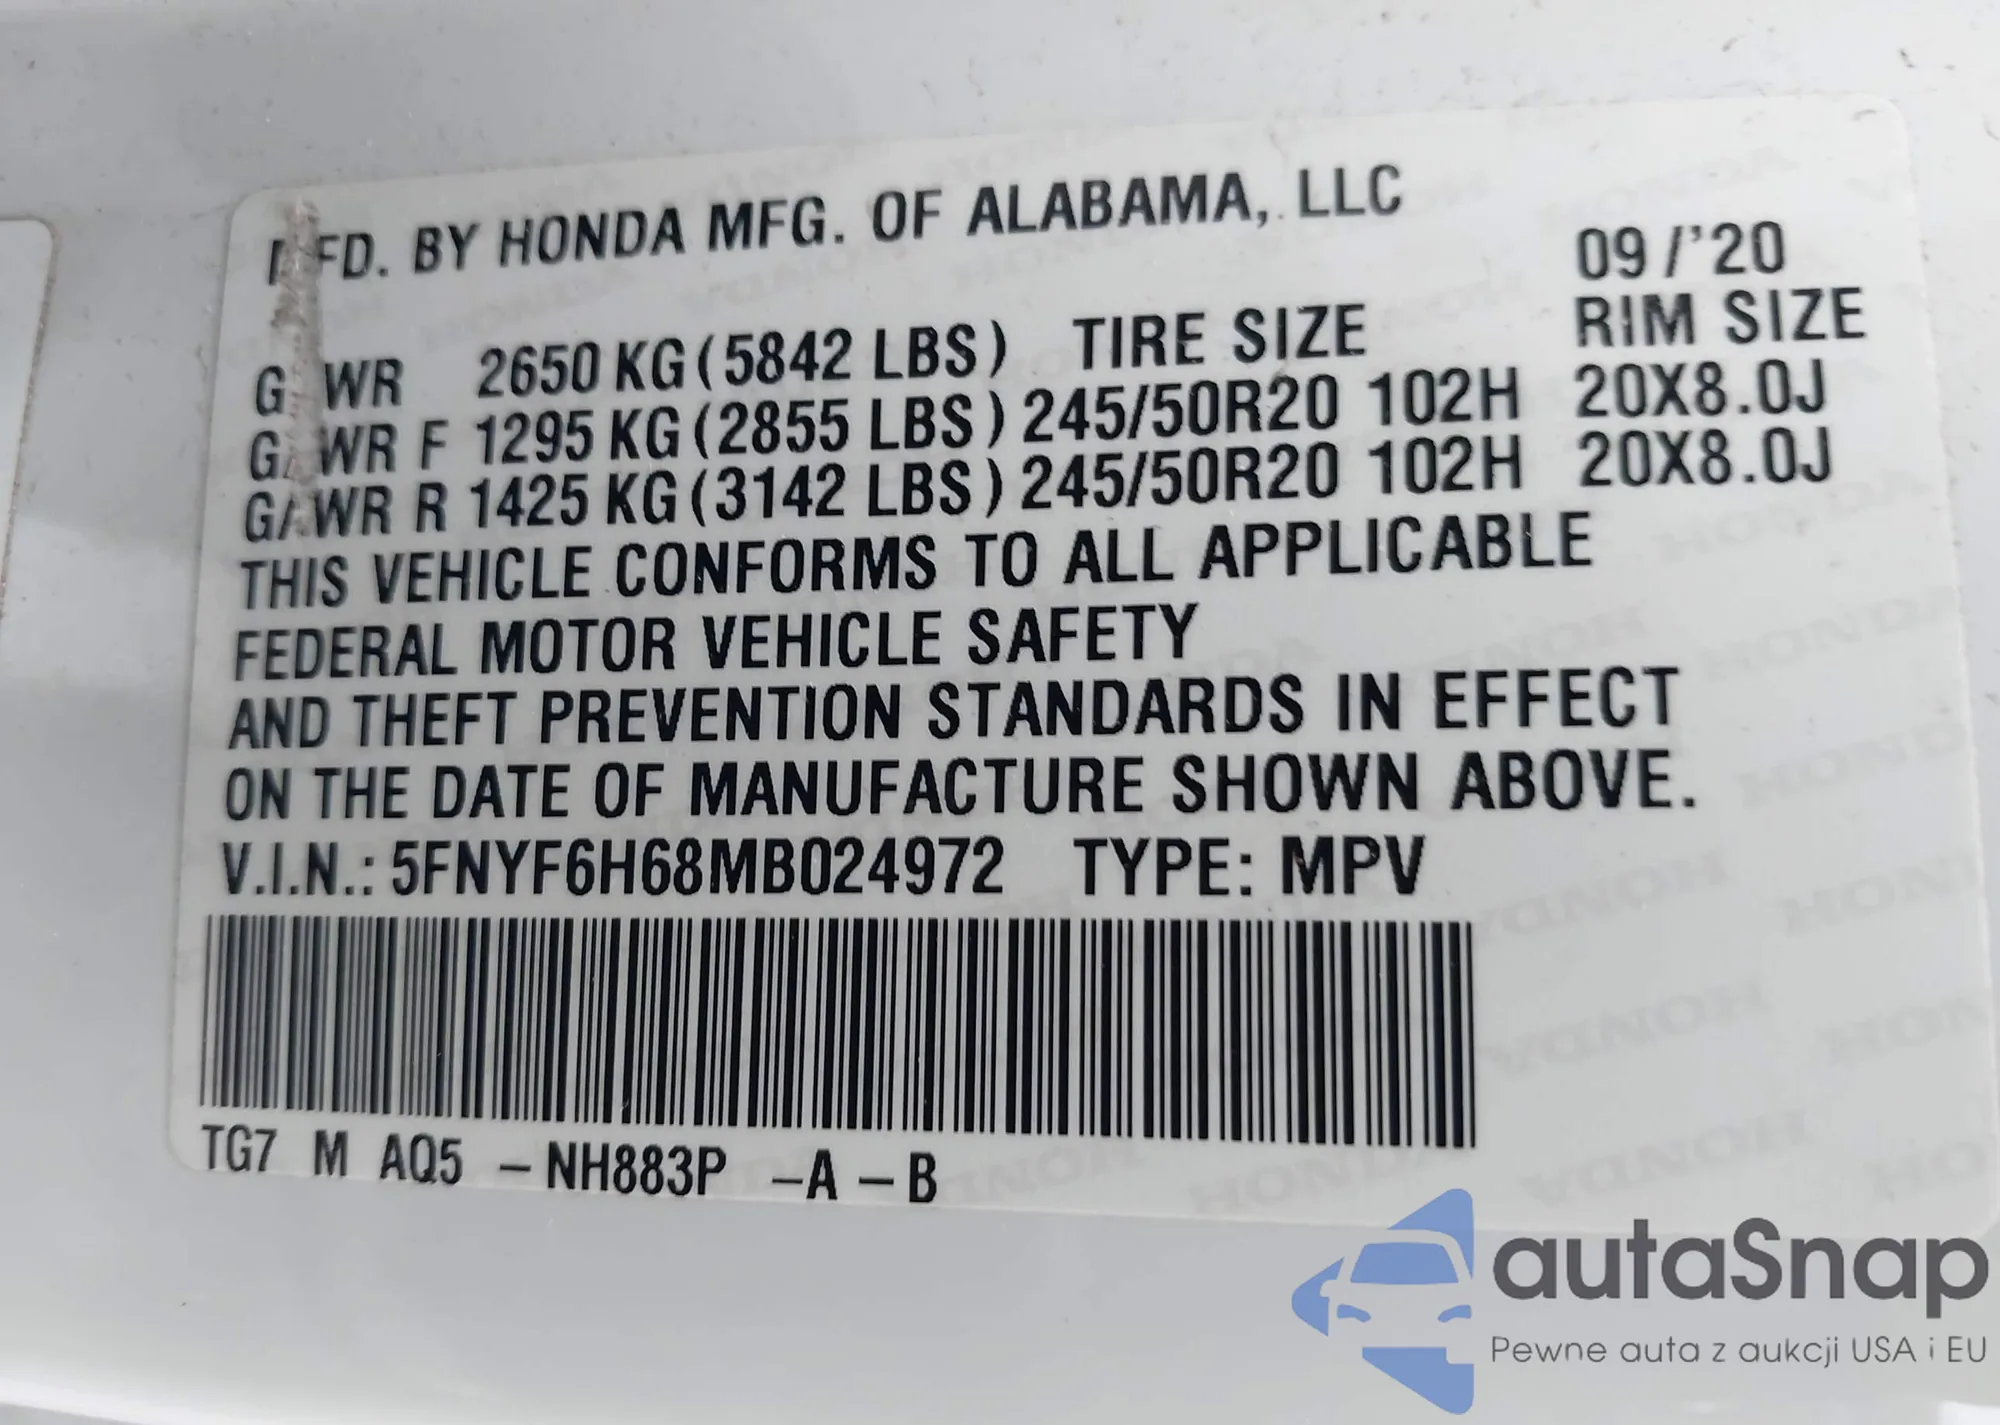 MFD. BY HONDA MFG. OF ALABAMA, LLC
09/'20
G WR 2650 KG (5842 LBS) TIRE SIZE RIM SIZE
GAWR F 1295 KG (2855 LBS) 245/50R20 102H 20X8.0J
GAWR R 1425 KG (3142 LBS) 245/50R20 102H 20X8.0J
THIS VEHICLE CONFORMS TO ALL APPLICABLE
FEDERAL MOTOR VEHICLE SAFETY
AND THEFT PREVENTION STANDARDS IN EFFECT
ON THE DATE OF MANUFACTURE SHOWN ABOVE.
V.I.N.: 5FNYF6H68MB024972 TYPE: MPV
TG7 M AQ5 -NH883P -A -B
autaSnap
Pewne auta z aukcji USA i EU